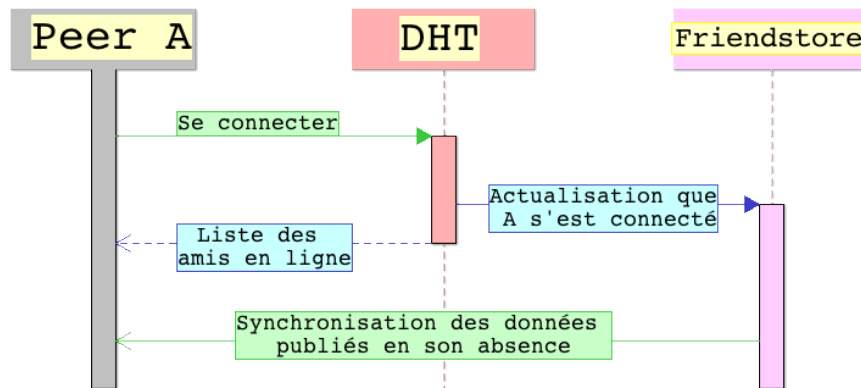 Peer A
DHT
Friendstore
Se connecter
Actualisation que
A s'est connecté
Liste des
amis en ligne
Synchronisation des données
publiés en son absence